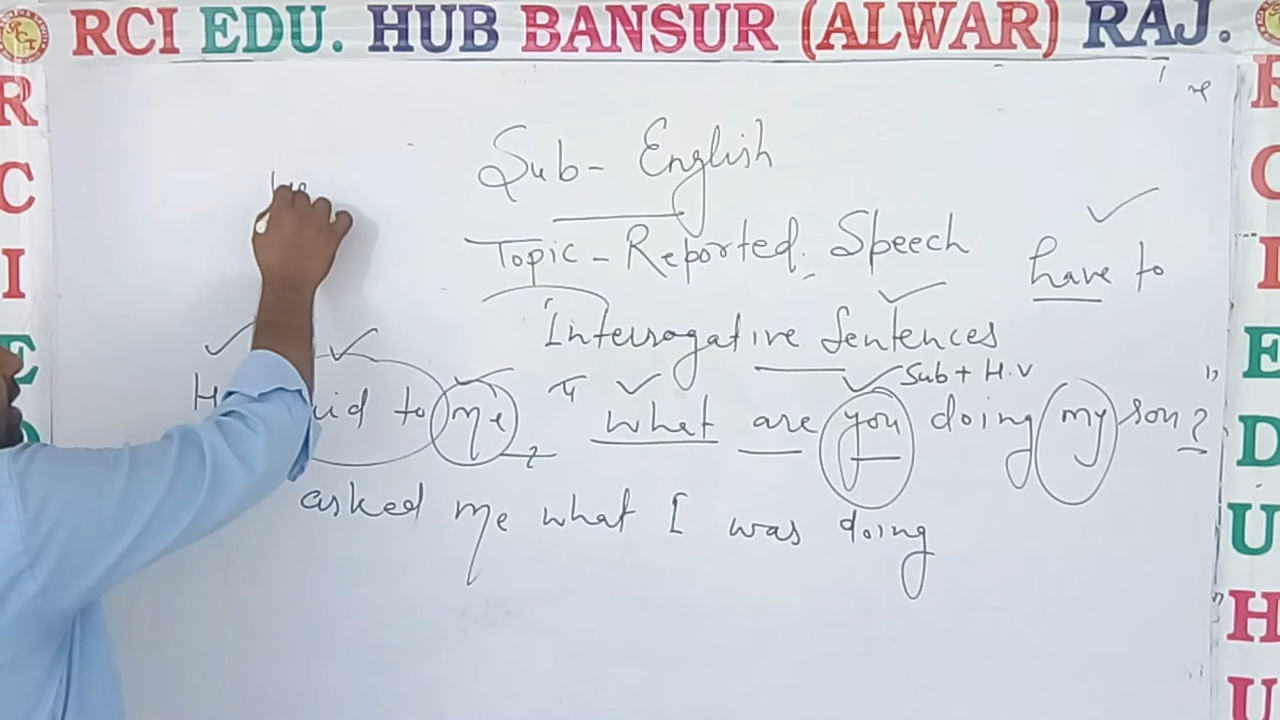 RCI EDU. HUB BANSUR (ALWAR) RAJ.
Sub- English
Topic - Reported Speech
have to
Interrogative Sentences
Sub + H.V
to me, " what are you doing my son? "
asked me what I was doing
R
C
I
E
D
R
C
I
E
D
U
H
U